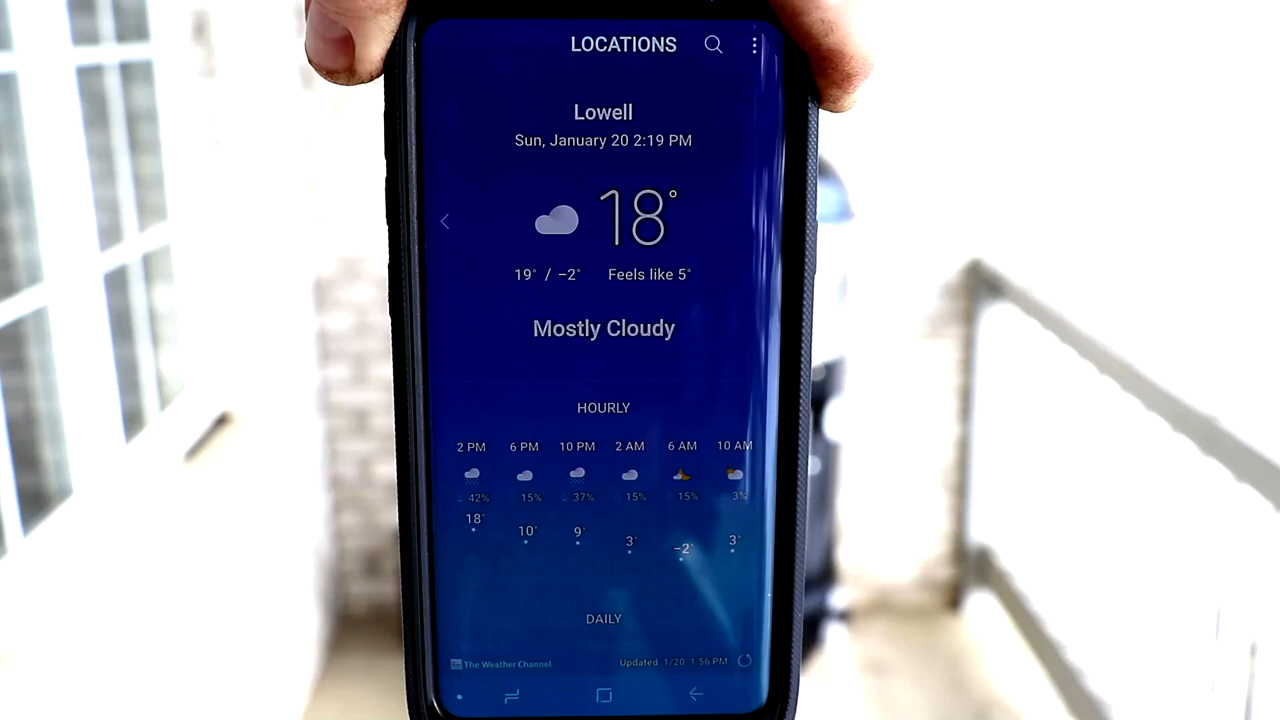 LOCATIONS
Lowell
Sun, January 20 2:19 PM
18°
19° / −2° Feels like 5°
Mostly Cloudy
HOURLY
2 PM 6 PM 10 PM 2 AM 6 AM 10 AM
42% 15% 37% 15% 15% 3%
18° 10° 9° 3° −2° 3°
DAILY
The Weather Channel Updated 1/20 1:56 PM